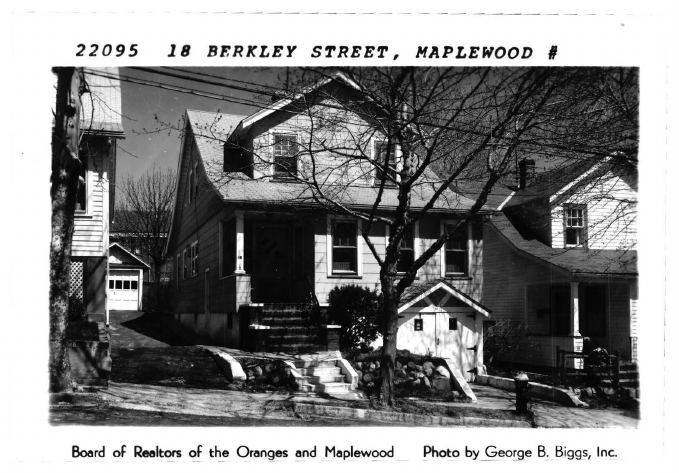 22095 18 BERKLEY STREET, MAPLEWOOD #
Board of Realtors of the Oranges and Maplewood Photo by George B. Biggs, Inc.